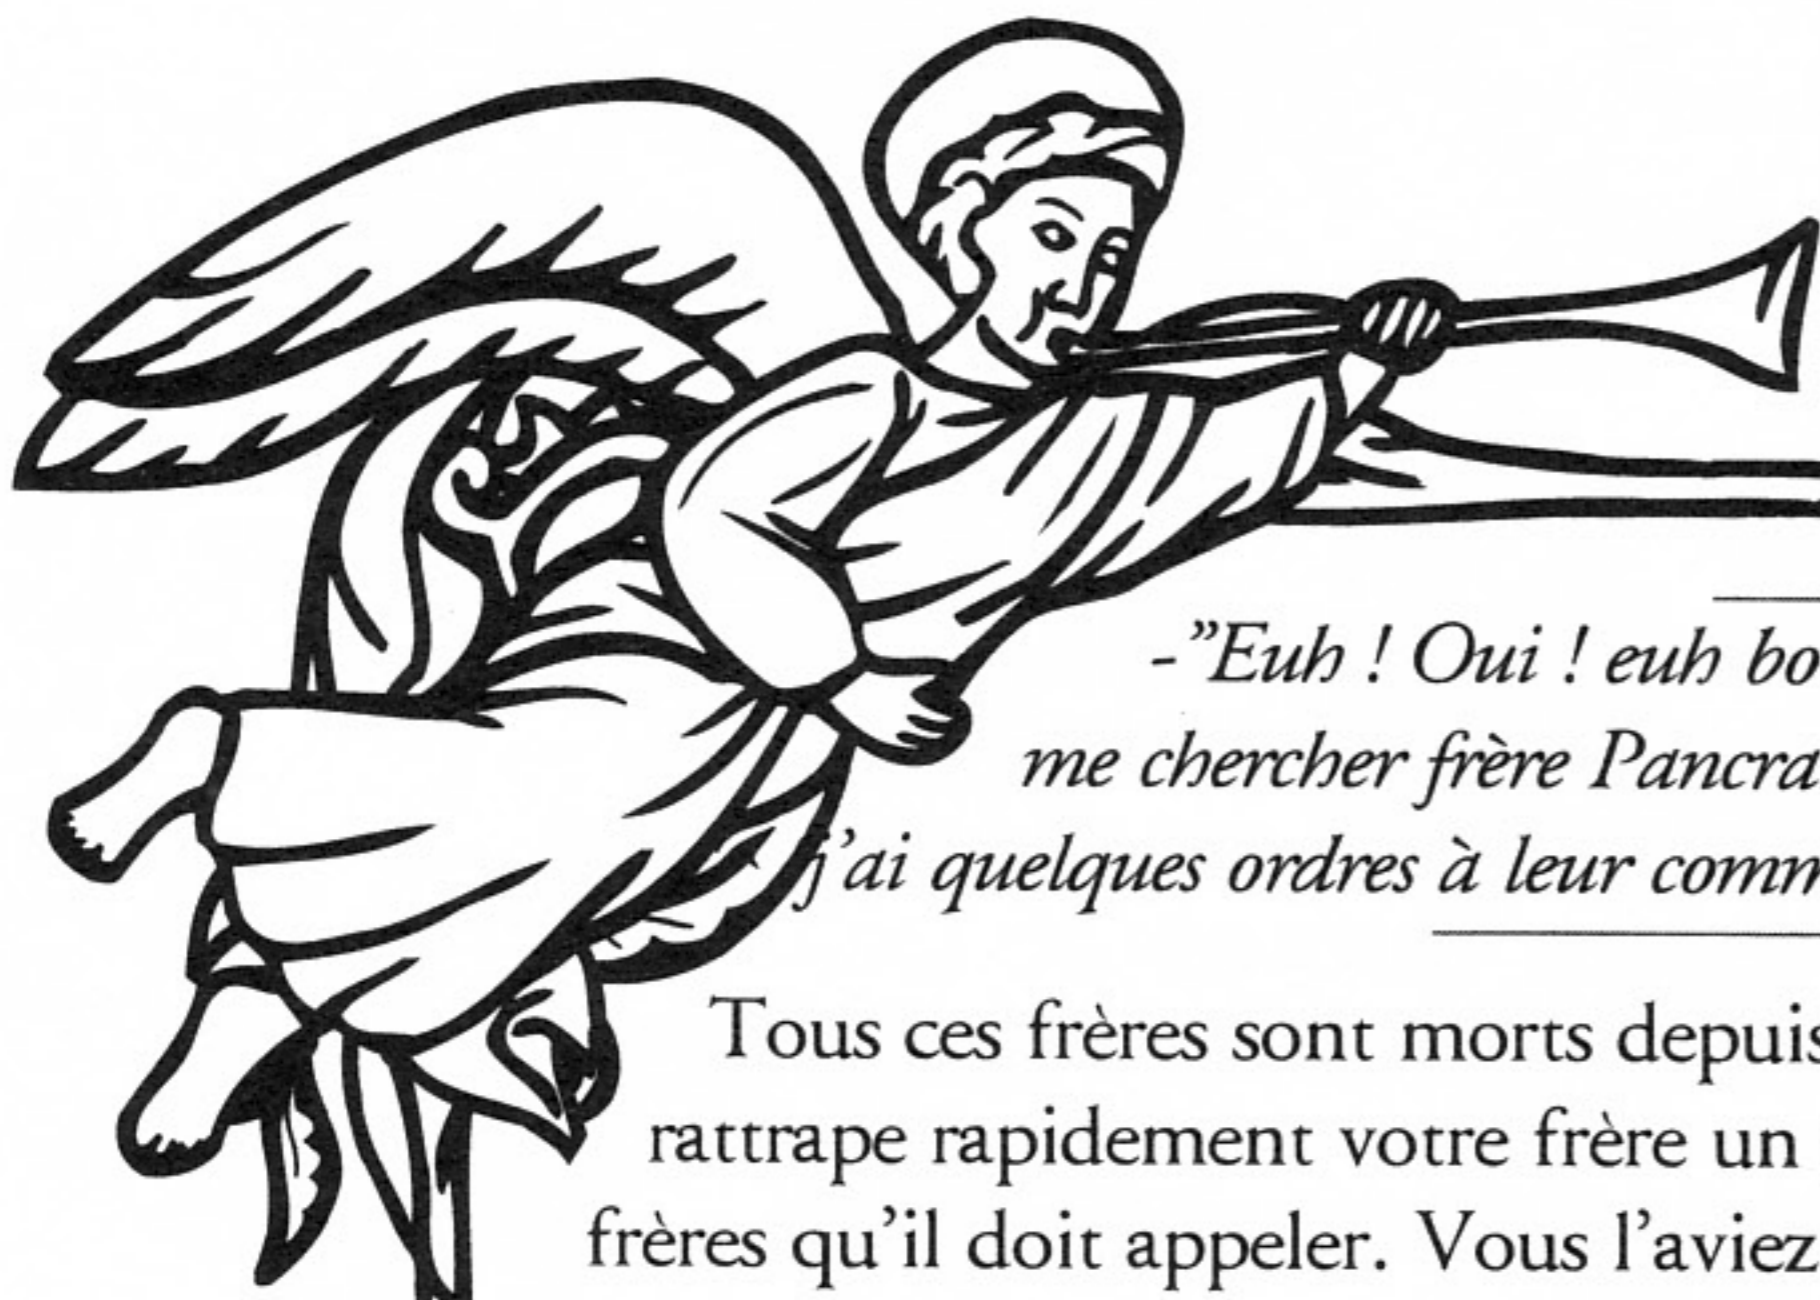 -”Euh ! Oui ! euh bo
me chercher frère Pancra
j’ai quelques ordres à leur comm
Tous ces frères sont morts depuis
rattrape rapidement votre frère un
frères qu’il doit appeler. Vous l’aviez